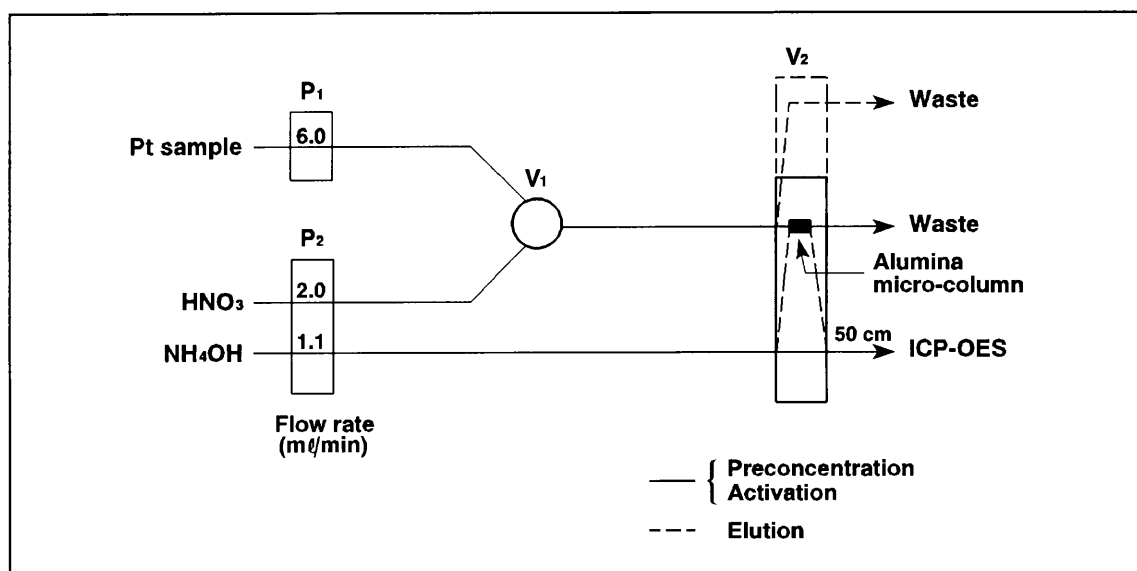 V₂
P₁
Waste
6.0
Pt sample
V₁
Waste
P₂
Alumina
micro-column
2.0
HNO₃
1.1
50 cm
NH₄OH
ICP-OES
Flow rate
(mℓ/min)
Preconcentration
Activation
Elution